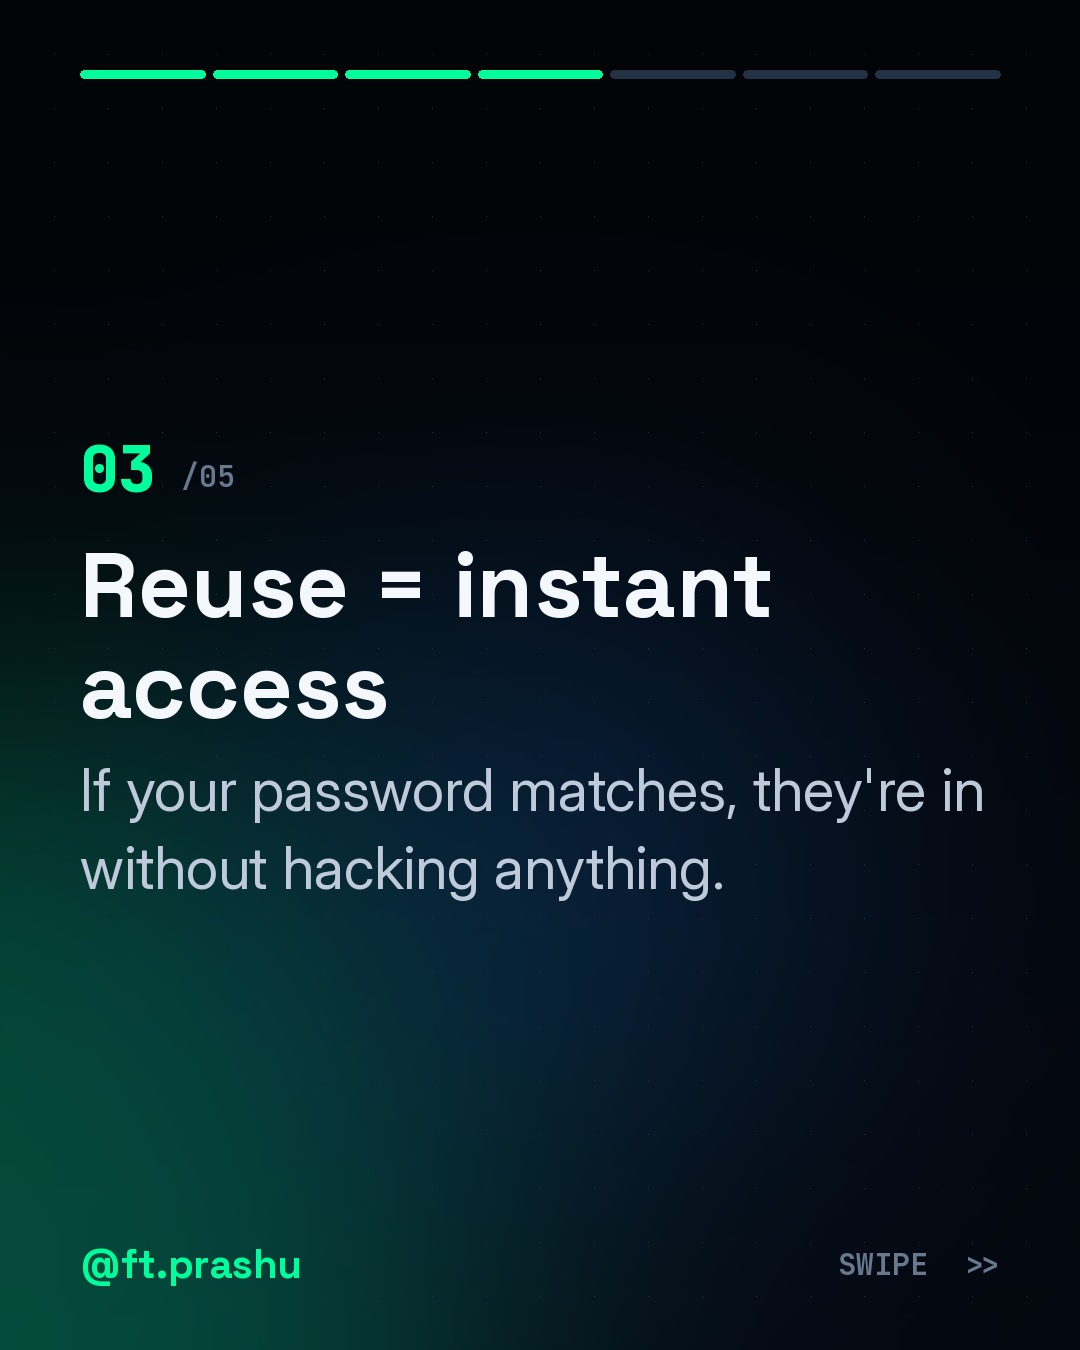 03 /05
Reuse = instant
access
If your password matches, they're in
without hacking anything.
@ft.prashu
SWIPE >>